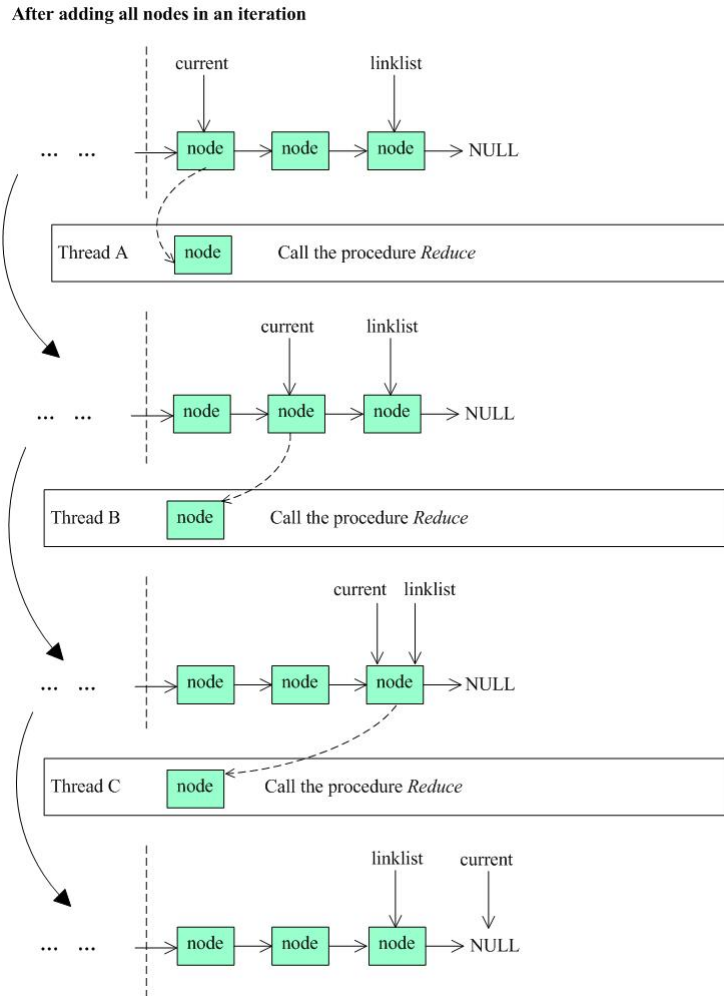 After adding all nodes in an iteration
current linklist
... ... node node node NULL
Thread A node Call the procedure Reduce
current linklist
... ... node node node NULL
Thread B node Call the procedure Reduce
current linklist
... ... node node node NULL
Thread C node Call the procedure Reduce
linklist current
... ... node node node NULL